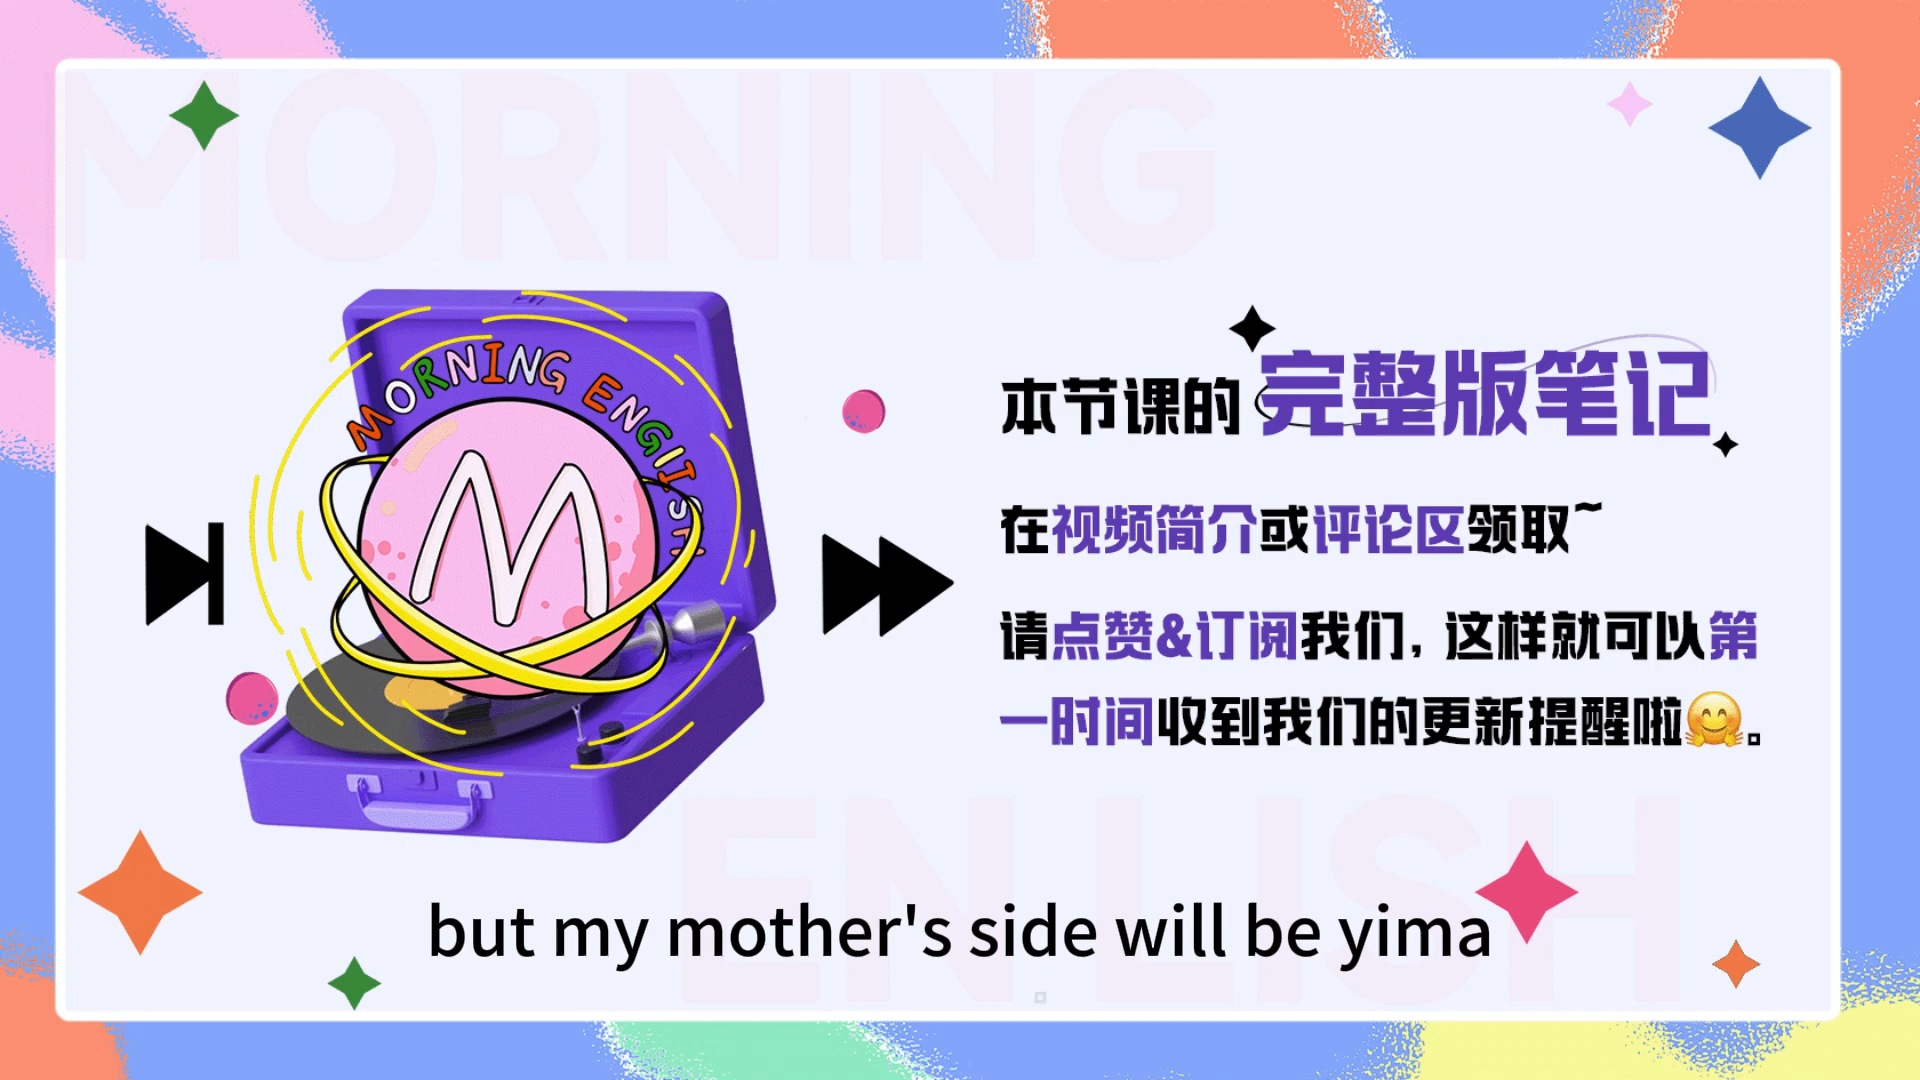 MORNING
MORNING ENGLISH
M
本节课的 完整版笔记
在视频简介或评论区领取~
请点赞&订阅我们，这样就可以第
一时间收到我们的更新提醒啦🤗。
EN LISH
but my mother's side will be yima